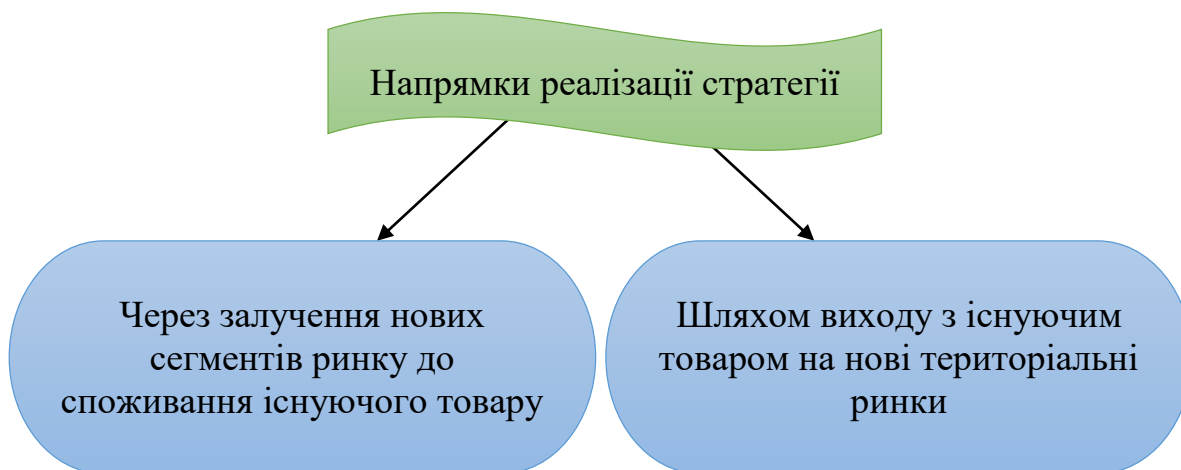 Напрямки реалізації стратегії
Через залучення нових
сегментів ринку до
споживання існуючого товару
Шляхом виходу з існуючим
товаром на нові територіальні
ринки